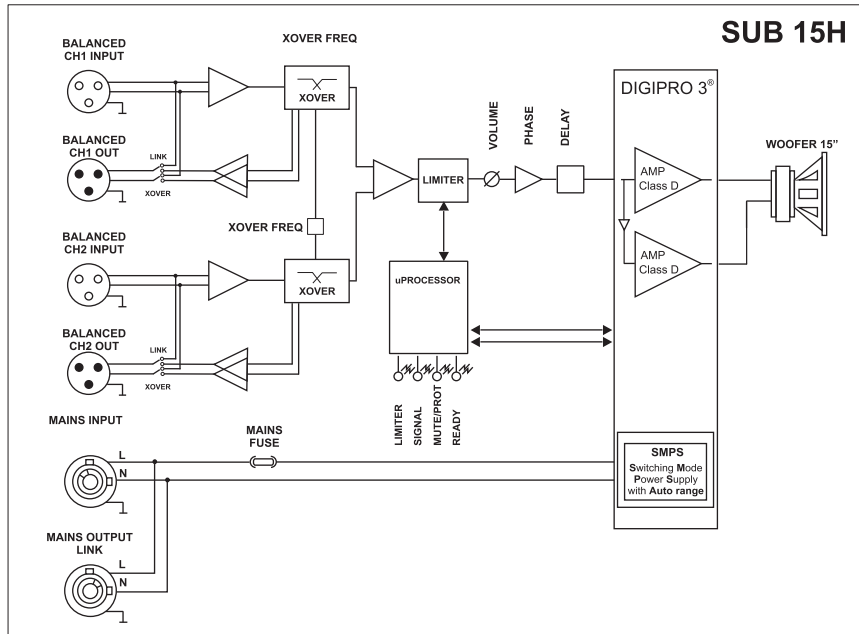 SUB 15H
BALANCED
CH1 INPUT
XOVER FREQ
XOVER
BALANCED
CH1 OUT
LINK
XOVER
XOVER FREQ
BALANCED
CH2 INPUT
XOVER
BALANCED
CH2 OUT
LINK
XOVER
LIMITER
VOLUME
PHASE
DELAY
uPROCESSOR
LIMITER
SIGNAL
MUTE/PROT
READY
DIGIPRO 3®
AMP
Class D
AMP
Class D
WOOFER 15”
SMPS
Switching Mode
Power Supply
with Auto range
MAINS INPUT
L
N
MAINS
FUSE
MAINS OUTPUT
LINK
L
N